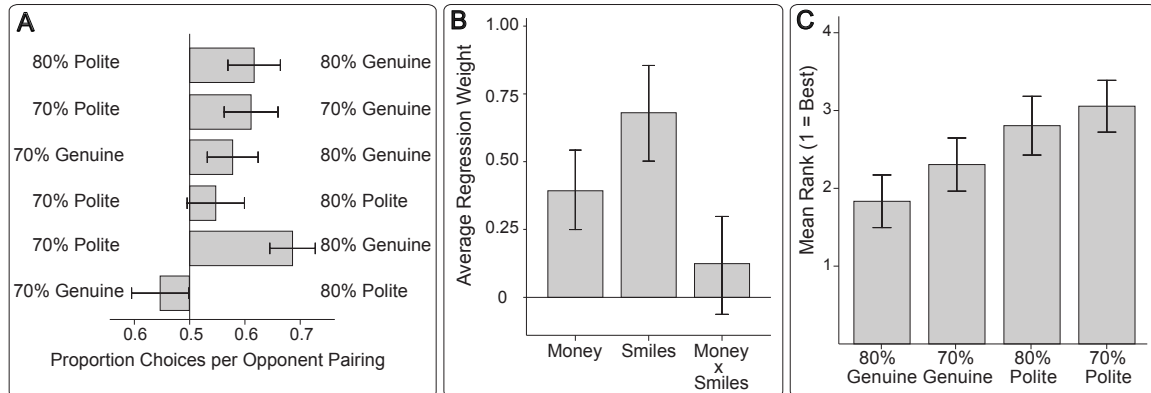 A
80% Polite 80% Genuine
70% Polite 70% Genuine
70% Genuine 80% Genuine
70% Polite 80% Polite
70% Polite 80% Genuine
70% Genuine 80% Polite
0.6 0.5 0.6 0.7
Proportion Choices per Opponent Pairing
B
Average Regression Weight
1.00
0.75
0.50
0.25
0
Money Smiles Money
x
Smiles
C
Mean Rank (1 = Best)
4
3
2
1
80% 70% 80% 70%
Genuine Genuine Polite Polite